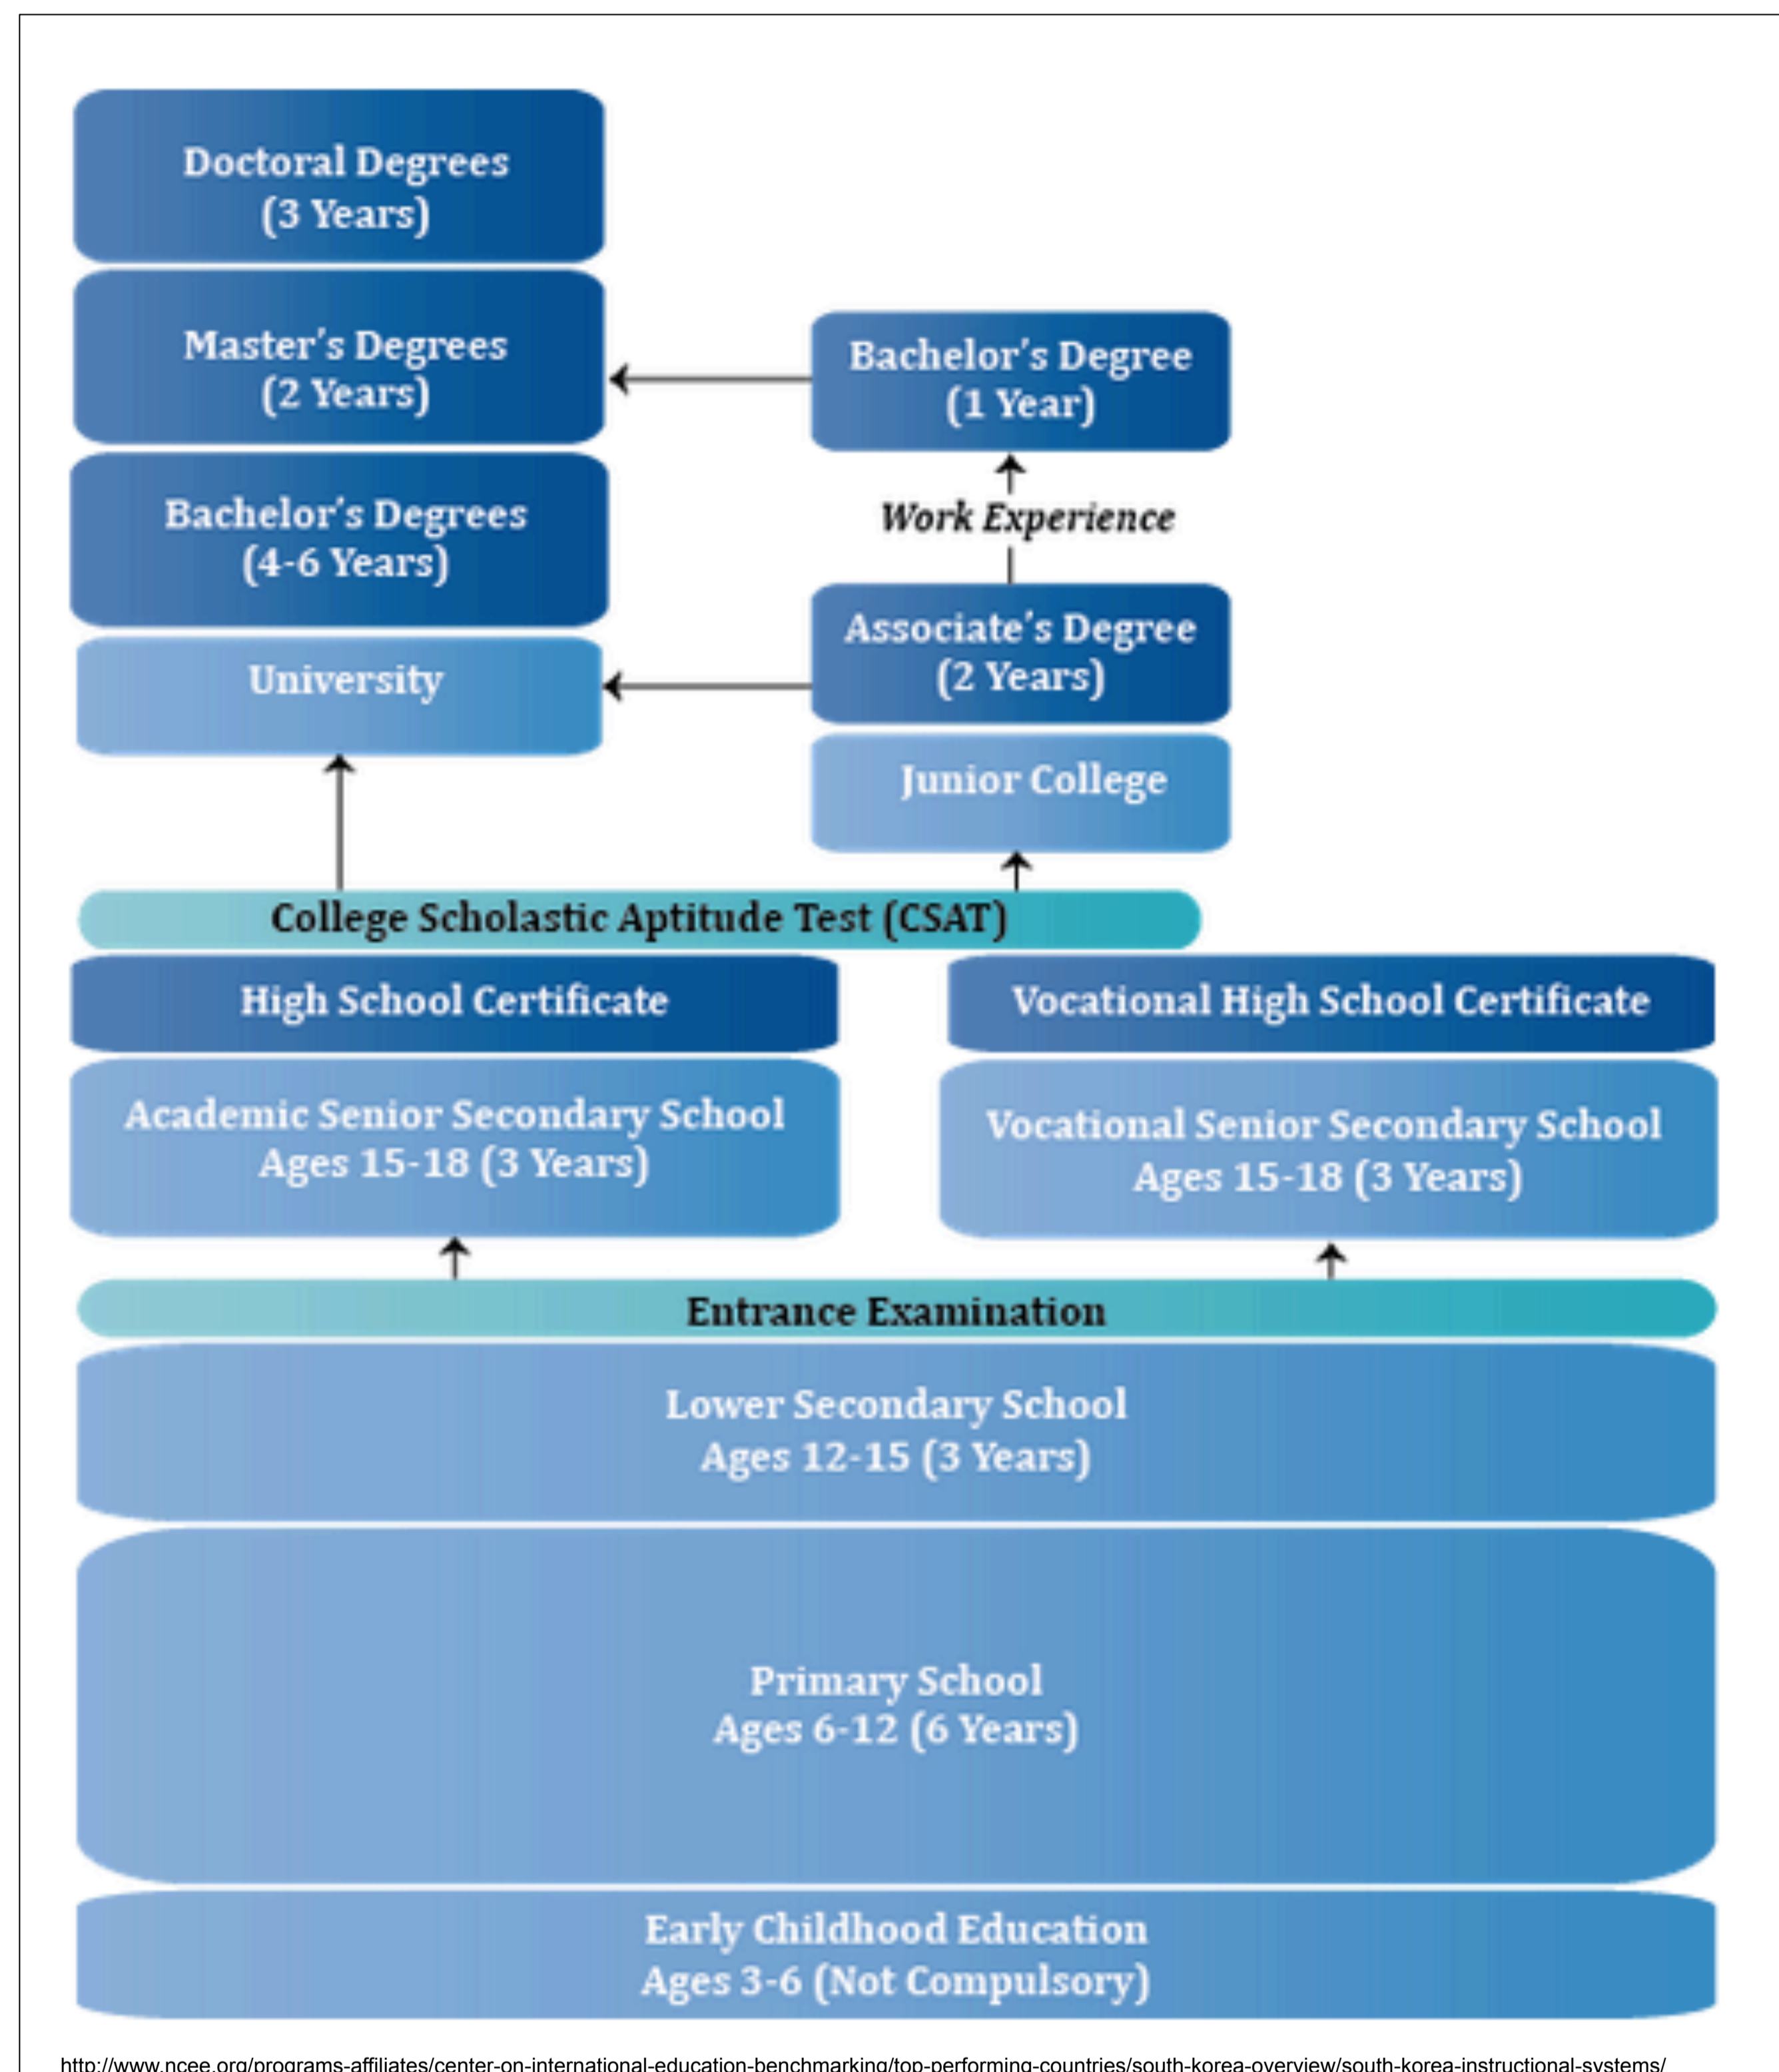 Doctoral Degrees
(3 Years)
Master's Degrees
(2 Years)
Bachelor's Degree
(1 Year)
Work Experience
Bachelor's Degrees
(4-6 Years)
Associate's Degree
(2 Years)
University
Junior College
College Scholastic Aptitude Test (CSAT)
High School Certificate
Vocational High School Certificate
Academic Senior Secondary School
Ages 15-18 (3 Years)
Vocational Senior Secondary School
Ages 15-18 (3 Years)
Entrance Examination
Lower Secondary School
Ages 12-15 (3 Years)
Primary School
Ages 6-12 (6 Years)
Early Childhood Education
Ages 3-6 (Not Compulsory)
http://www.ncee.org/programs-affiliates/center-on-international-education-benchmarking/top-performing-countries/south-korea-overview/south-korea-instructional-systems/